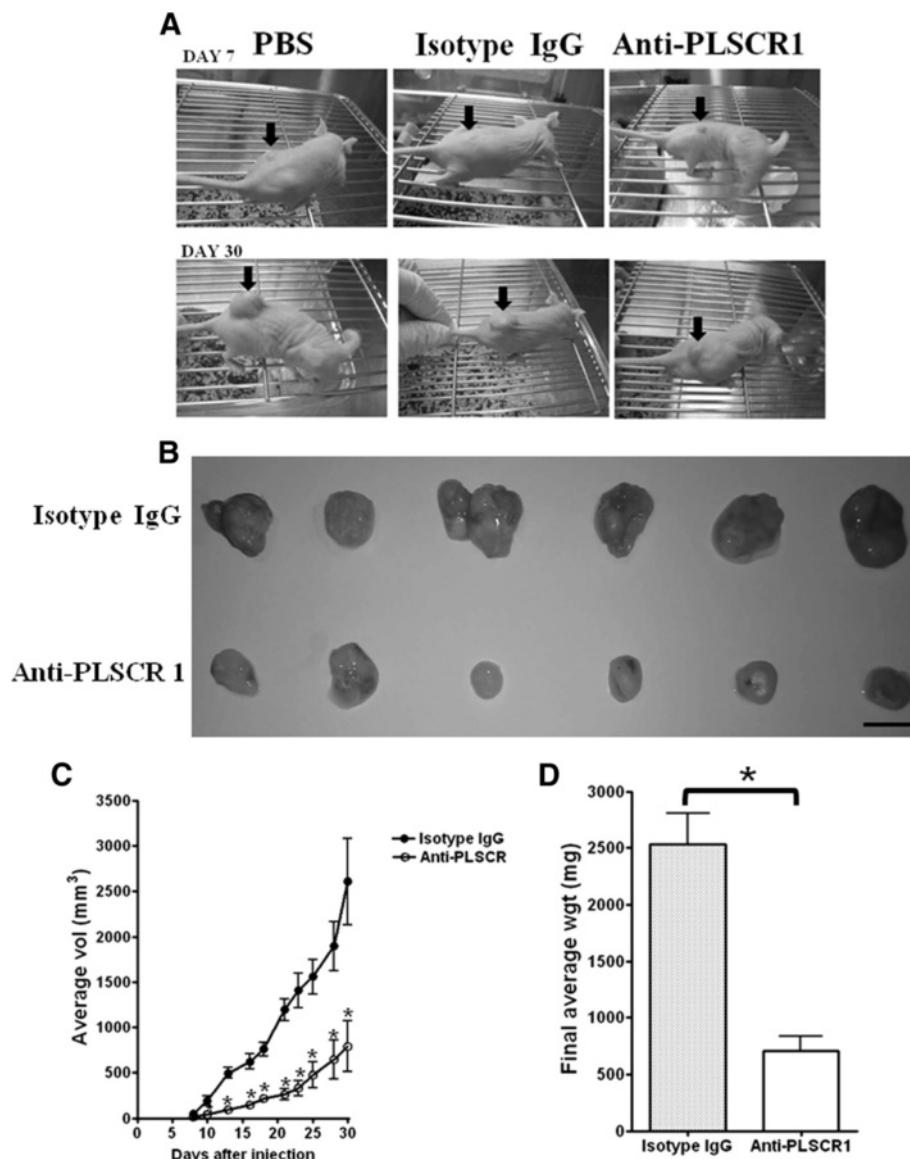 A
PBS Isotype IgG Anti-PLSCR1
DAY 7
DAY 30
B
Isotype IgG
Anti-PLSCR 1
C
3500
3000
2500
2000
1500
1000
500
0
Average vol (mm³)
Isotype IgG
Anti-PLSCR
* * * * * * * *
0 5 10 15 20 25 30
Days after injection
D
*
3000
2500
2000
1500
1000
500
0
Final average wgt (mg)
Isotype IgG Anti-PLSCR1